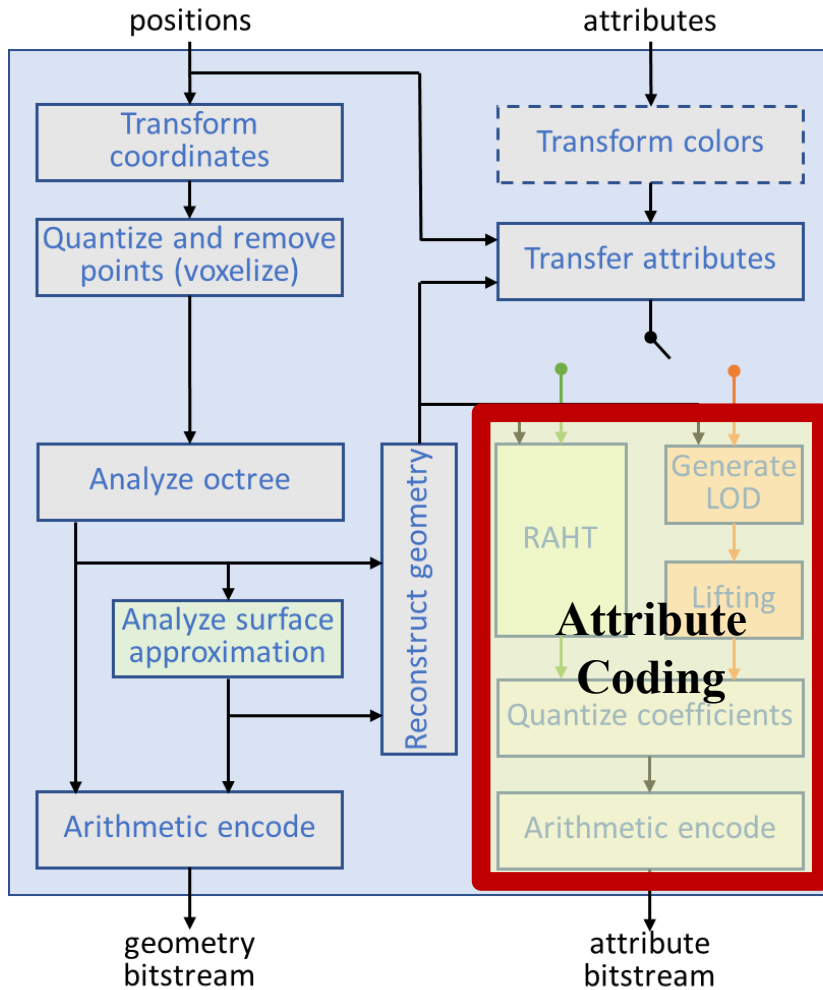 positions
attributes
Transform
coordinates
Transform colors
Quantize and remove
points (voxelize)
Transfer attributes
Analyze octree
Reconstruct geometry
Generate
LOD
RAHT
Lifting
Analyze surface
approximation
Attribute
Coding
Quantize coefficients
Arithmetic encode
Arithmetic encode
geometry
bitstream
attribute
bitstream